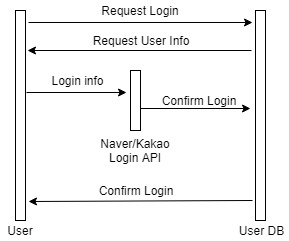 Request Login
Request User Info
Login info
Confirm Login
Naver/Kakao
Login API
Confirm Login
User
User DB